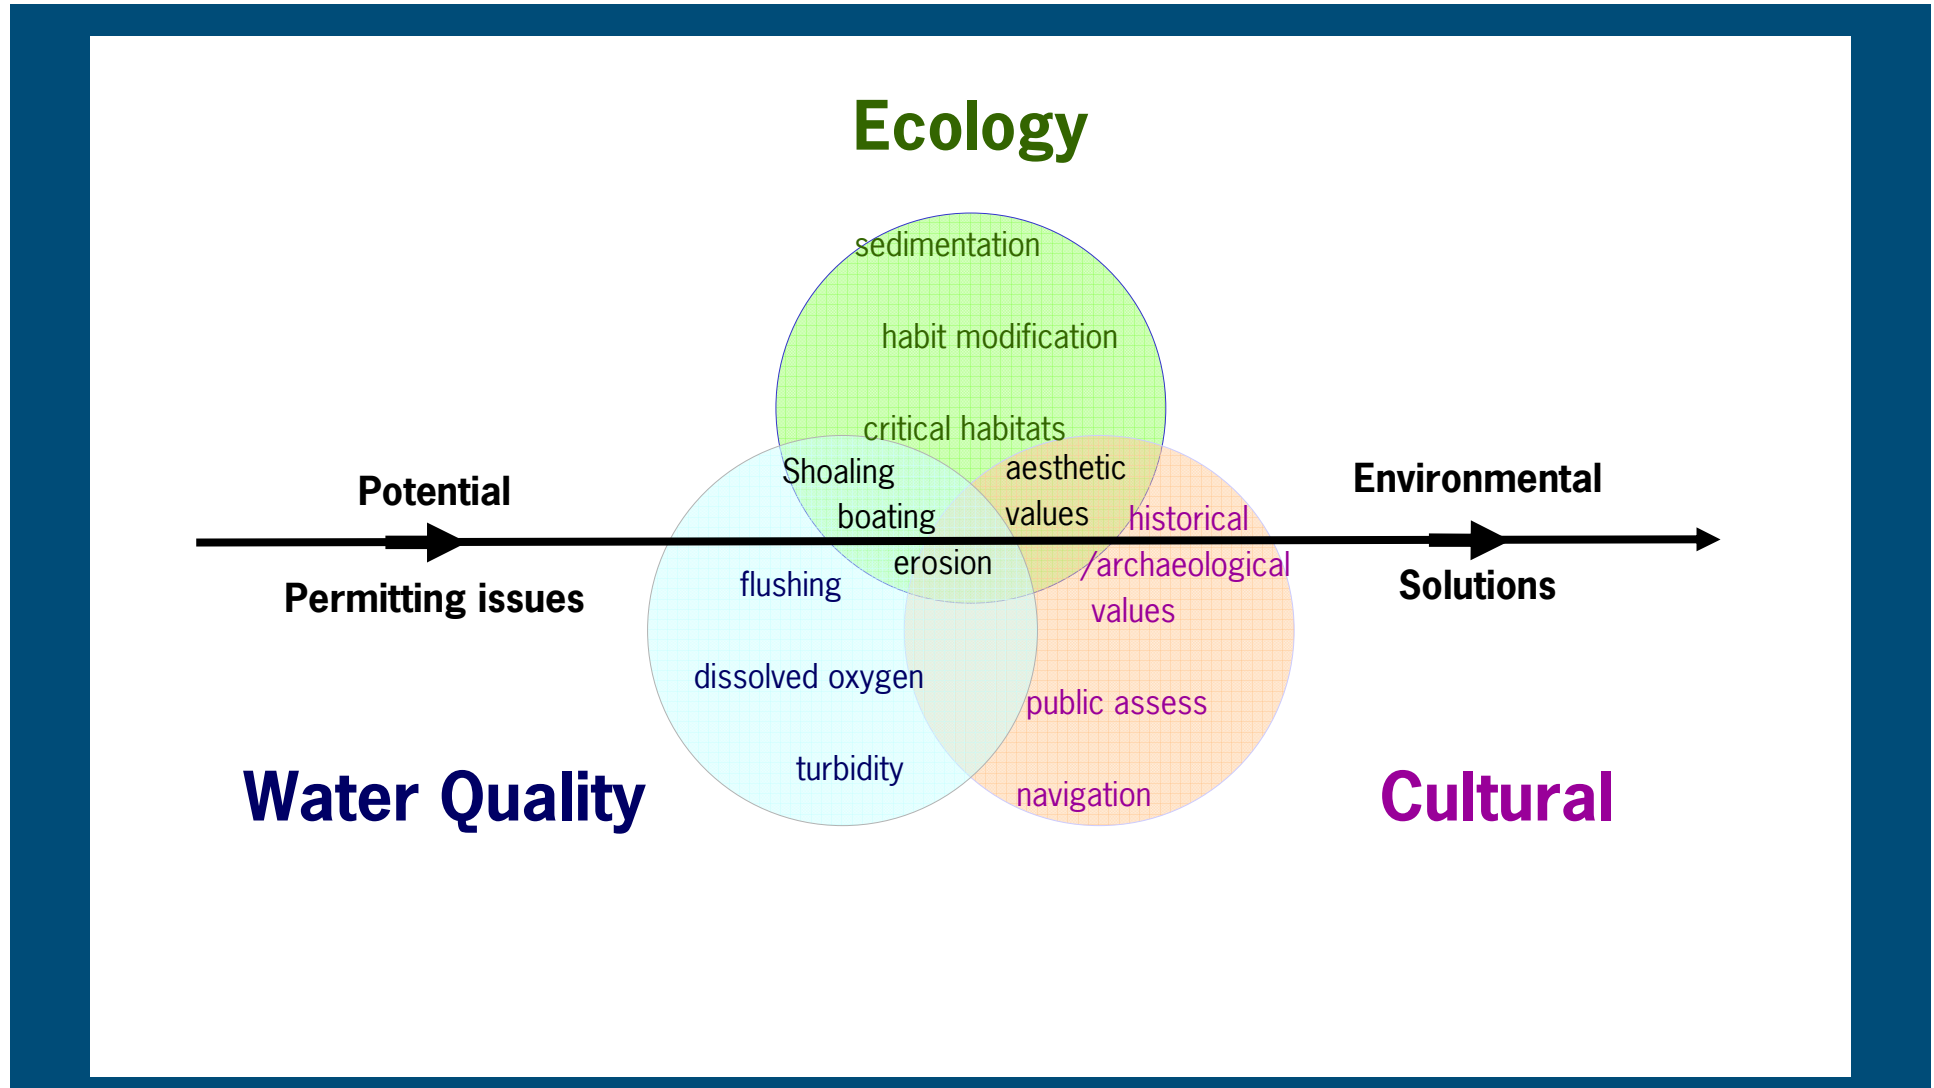 Ecology
sedimentation
habit modification
critical habitats
Shoaling
boating
erosion
aesthetic
values
historical
/archaeological
values
public assess
navigation
flushing
dissolved oxygen
turbidity
Potential
Permitting issues
Environmental
Solutions
Water Quality
Cultural